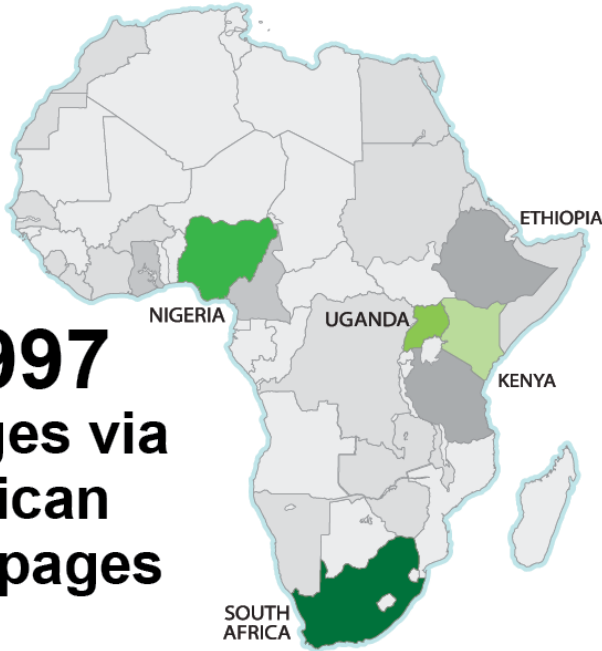 ETHIOPIA
NIGERIA
UGANDA
KENYA
997
ges via
ican
pages
SOUTH
AFRICA